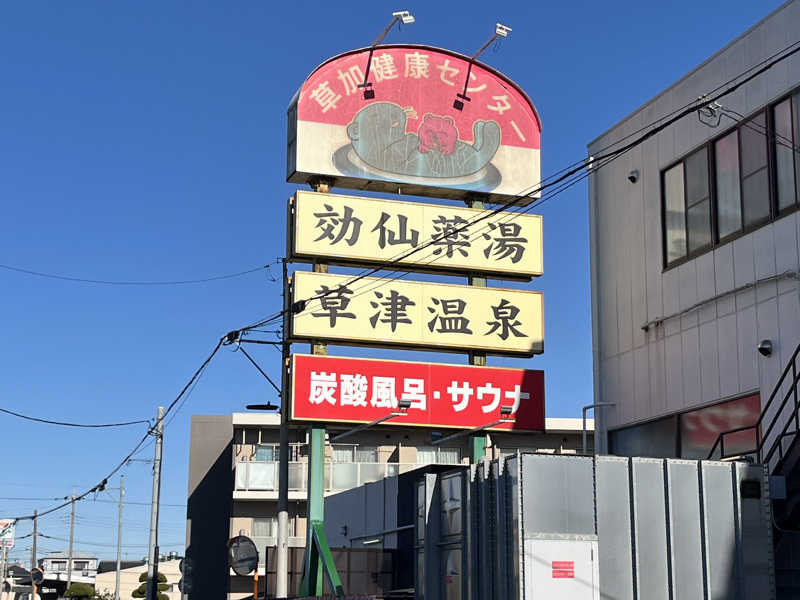 草加健康センター
効仙薬湯
草津温泉
炭酸風呂・サウナ